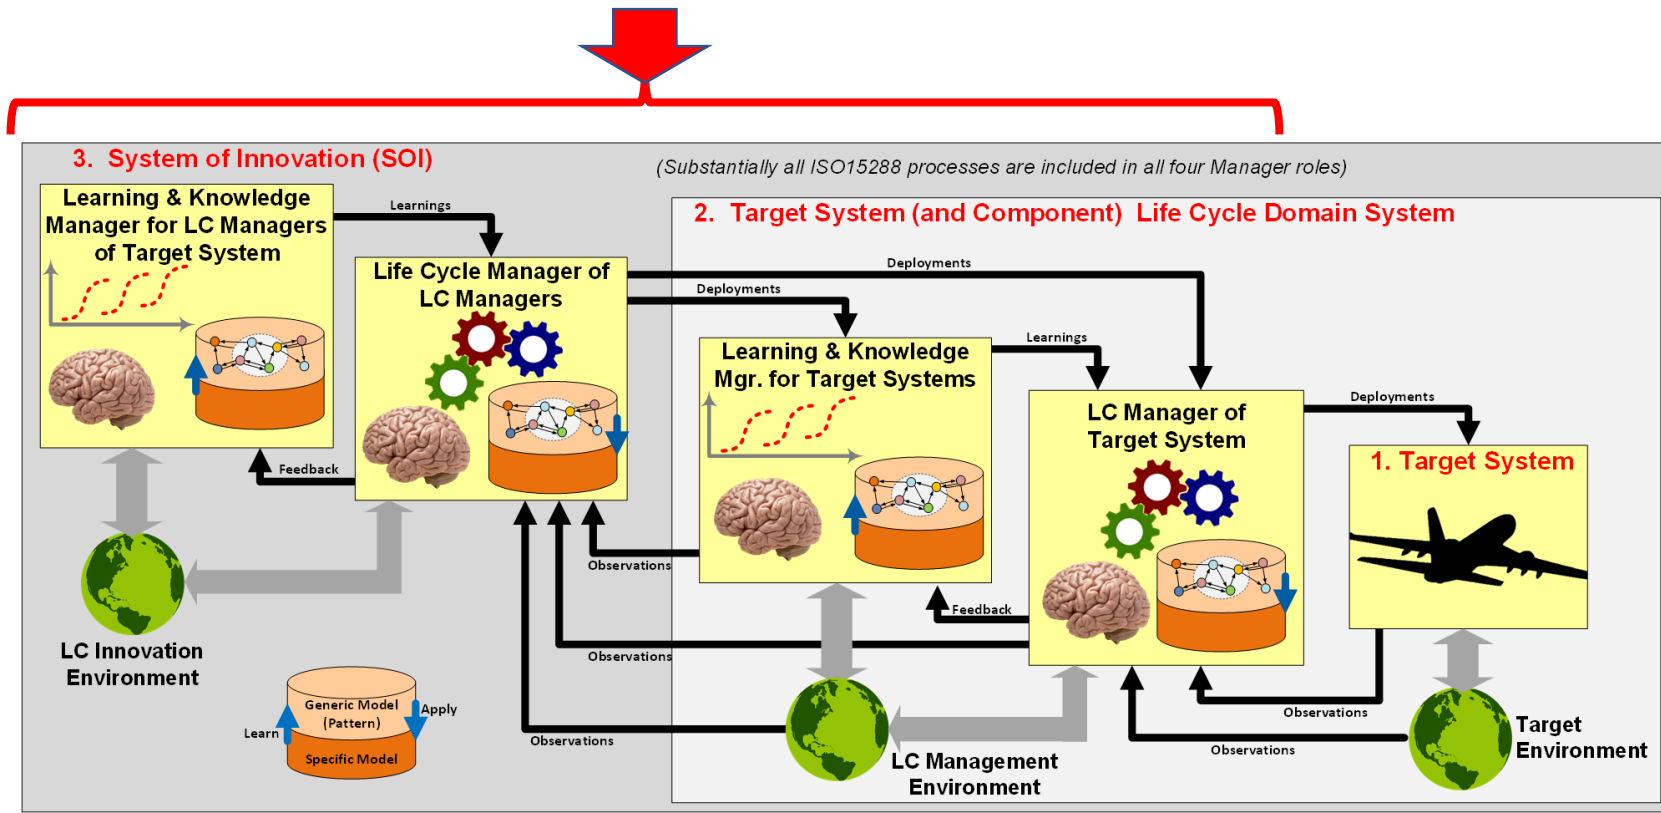 3. System of Innovation (SOI)
(Substantially all ISO15288 processes are included in all four Manager roles)
Learning & Knowledge
Manager for LC Managers
of Target System
Learnings
2. Target System (and Component) Life Cycle Domain System
Life Cycle Manager of
LC Managers
Deployments
Deployments
Learning & Knowledge
Mgr. for Target Systems
Learnings
LC Manager of
Target System
Deployments
1. Target System
Feedback
Observations
Feedback
Observations
Observations
Observations
Observations
LC Innovation
Environment
Generic Model
(Pattern)
Learn
Apply
Specific Model
LC Management
Environment
Target
Environment